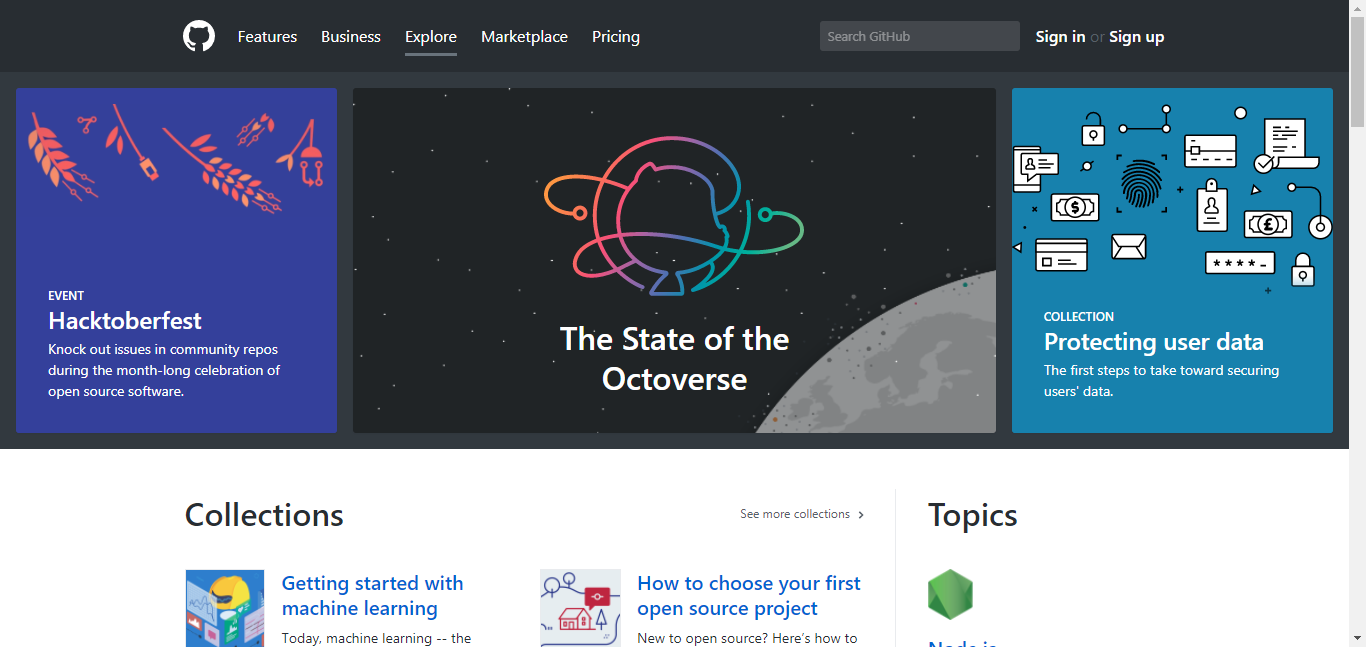 Features Business Explore Marketplace Pricing Search GitHub Sign in or Sign up
EVENT
Hacktoberfest
Knock out issues in community repos
during the month-long celebration of
open source software.
The State of the
Octoverse
COLLECTION
Protecting user data
The first steps to take toward securing
users' data.
Collections
See more collections
Getting started with
machine learning
Today, machine learning -- the
How to choose your first
open source project
New to open source? Here's how to
Topics